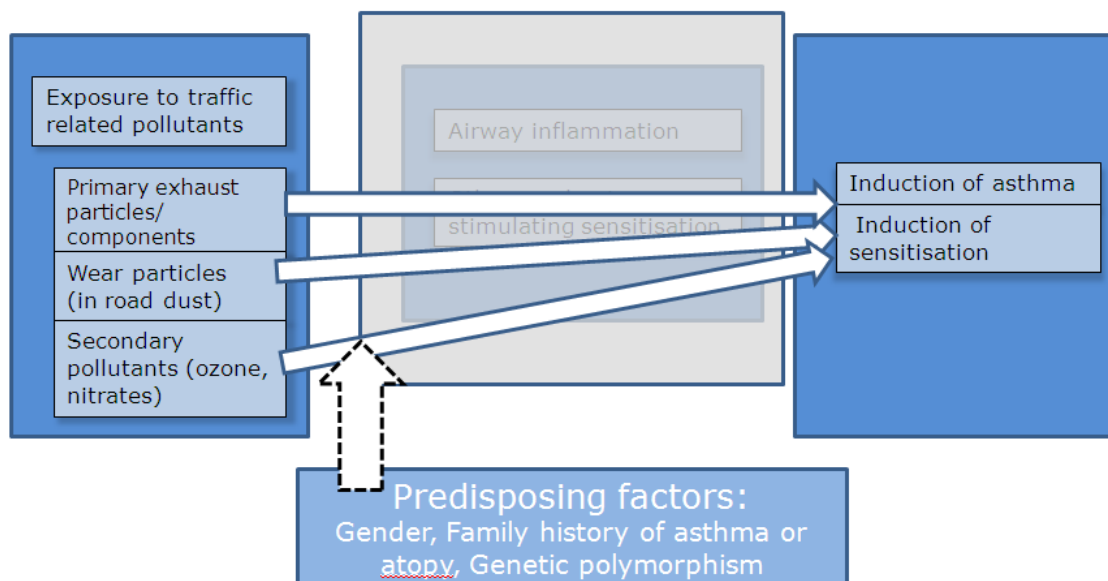 Exposure to traffic
related pollutants
Primary exhaust
particles/
components
Wear particles
(in road dust)
Secondary
pollutants (ozone,
nitrates)
Airway inflammation
stimulating sensitisation
Induction of asthma
Induction of
sensitisation
Predisposing factors:
Gender, Family history of asthma or
atopy, Genetic polymorphism